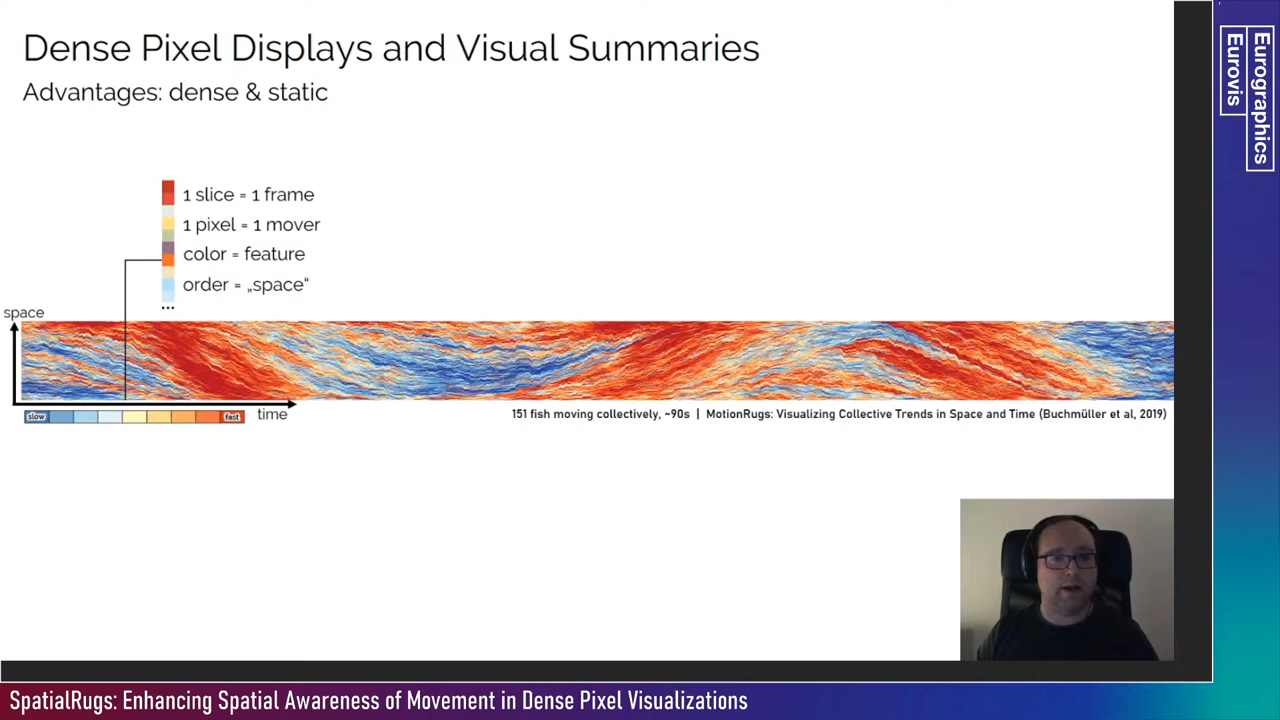 Dense Pixel Displays and Visual Summaries
Advantages: dense & static
1 slice = 1 frame
1 pixel = 1 mover
color = feature
order = „space“
...
space
slow
fast
time
151 fish moving collectively, ~90s | MotionRugs: Visualizing Collective Trends in Space and Time (Buchmüller et al, 2019)
Eurographics
Eurovis
SpatialRugs: Enhancing Spatial Awareness of Movement in Dense Pixel Visualizations